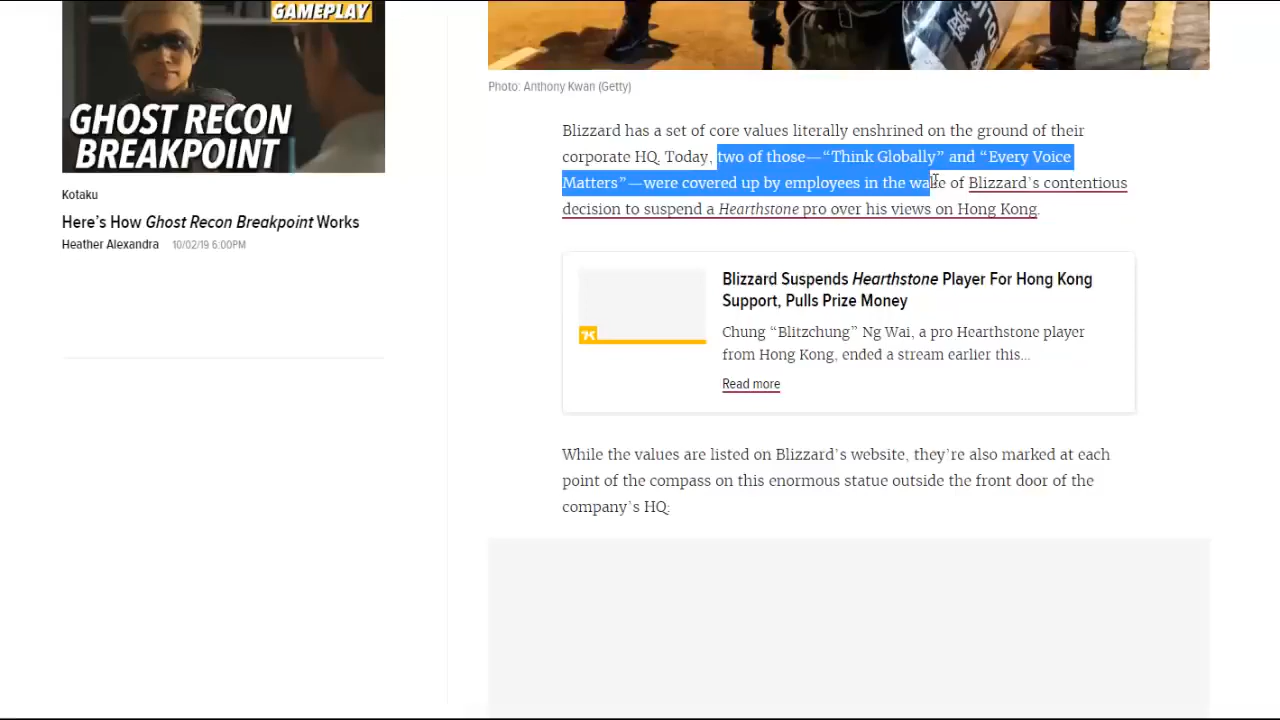 GAMEPLAY
GHOST RECON
BREAKPOINT
Kotaku
Here's How Ghost Recon Breakpoint Works
Heather Alexandra 10/02/19 6:00PM
Photo: Anthony Kwan (Getty)
Blizzard has a set of core values literally enshrined on the ground of their
corporate HQ. Today, two of those—“Think Globally” and “Every Voice
Matters”—were covered up by employees in the wake of Blizzard's contentious
decision to suspend a Hearthstone pro over his views on Hong Kong.
Blizzard Suspends Hearthstone Player For Hong Kong
Support, Pulls Prize Money
Chung “Blitzchung” Ng Wai, a pro Hearthstone player
from Hong Kong, ended a stream earlier this...
Read more
While the values are listed on Blizzard's website, they're also marked at each
point of the compass on this enormous statue outside the front door of the
company's HQ: